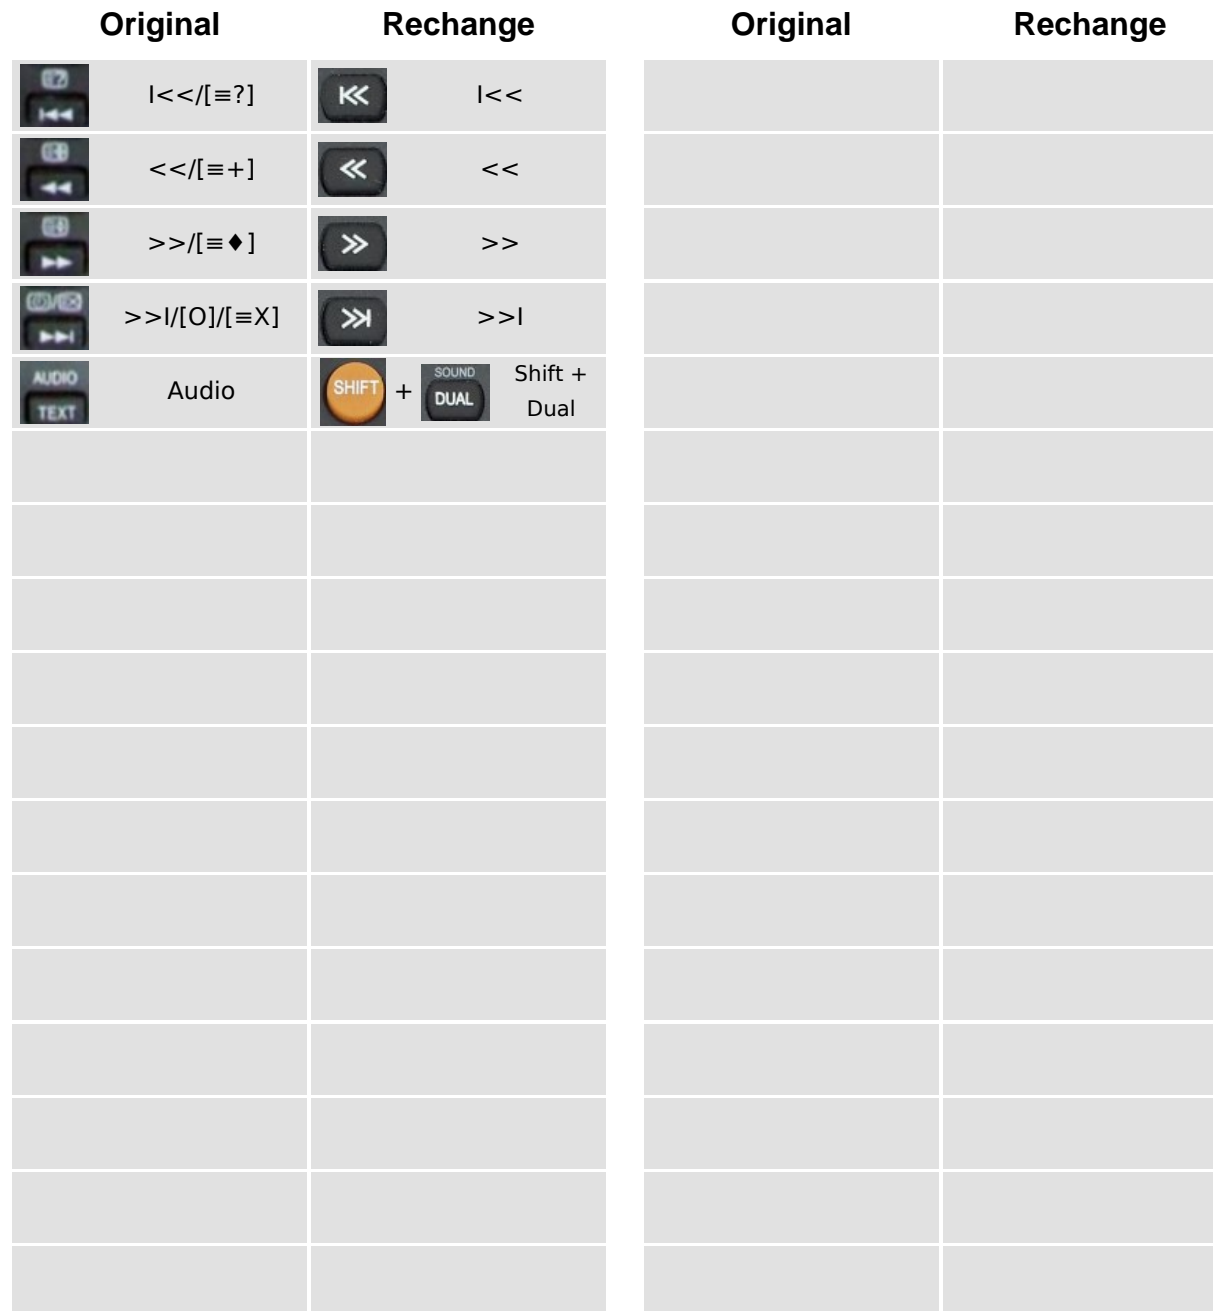 Original Rechange Original Rechange
I<</[≡?] I<<
<</[≡+] <<
>>/[≡♦] >>
>>I/[O]/[≡X] >>I
AUDIO
TEXT
Audio
SHIFT
+
SOUND
DUAL
Shift +
Dual